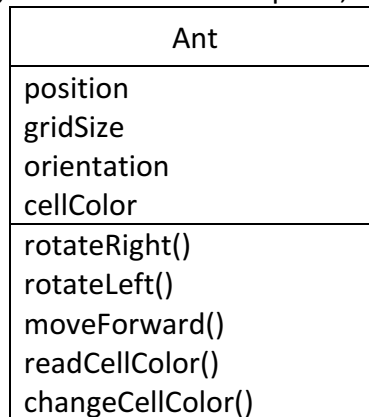 Ant
position
gridSize
orientation
cellColor
rotateRight()
rotateLeft()
moveForward()
readCellColor()
changeCellColor()